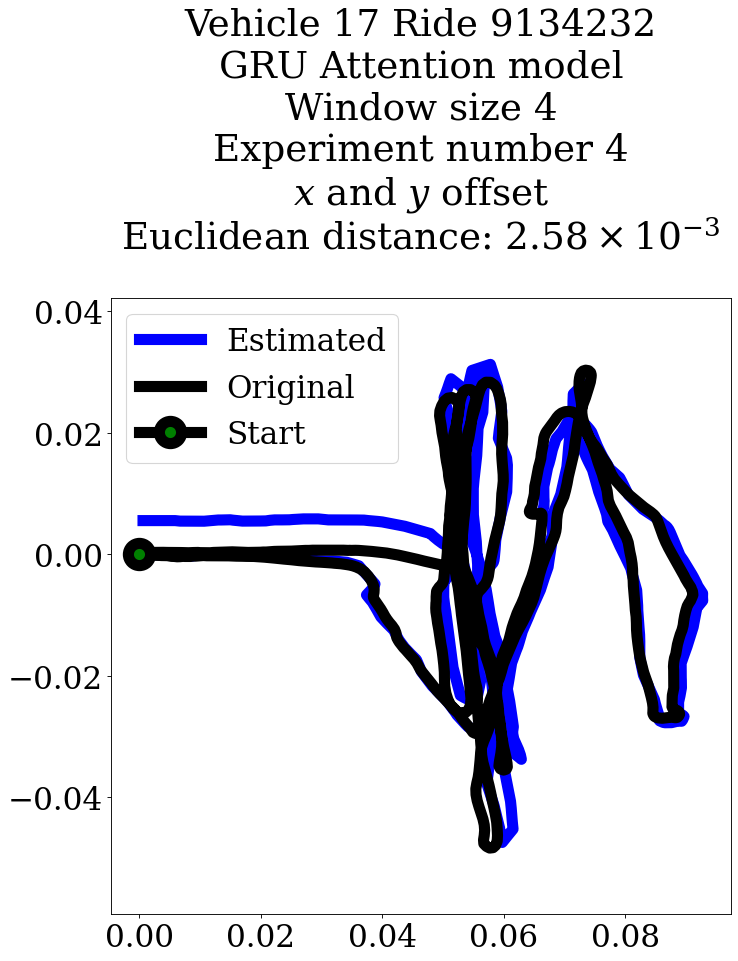 Vehicle 17 Ride 9134232
GRU Attention model
Window size 4
Experiment number 4
x and y offset
Euclidean distance: 2.58 × 10⁻³
0.04
0.02
0.00
−0.02
−0.04
Estimated
Original
Start
0.00 0.02 0.04 0.06 0.08